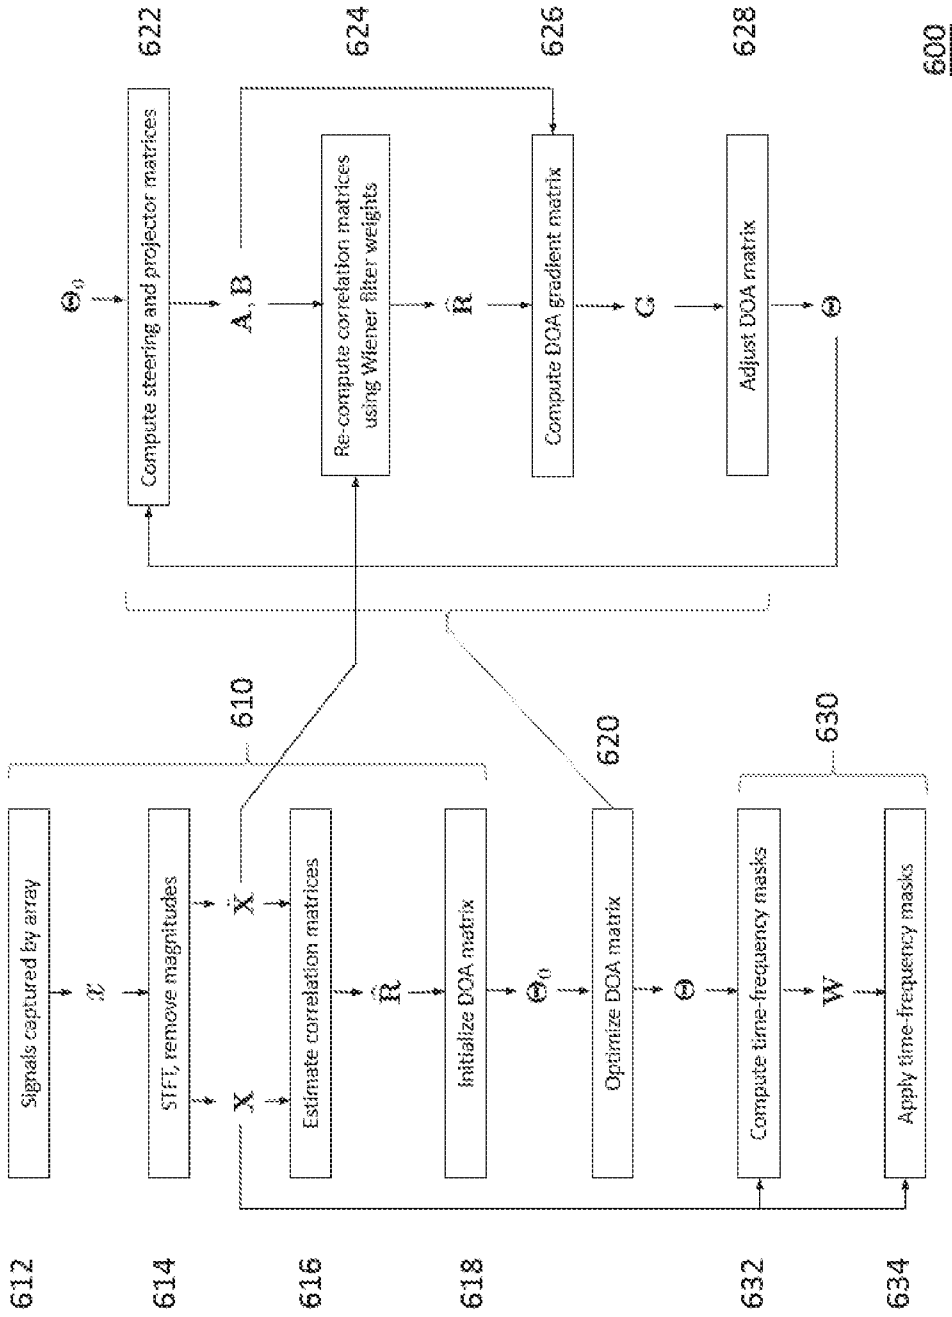 612
Signals captured by array
x
614
STFT, remove magnitudes
X
Ẍ
616
Estimate correlation matrices
R̂
618
Initialize DOA matrix
Θ₀
610
Optimize DOA matrix
620
Θ
632
Compute time-frequency masks
W
634
Apply time-frequency masks
630
Θ₀
Compute steering and projector matrices
622
A, B
Re-compute correlation matrices
using Wiener filter weights
624
R̂
Compute DOA gradient matrix
626
G
Adjust DOA matrix
628
Θ
600